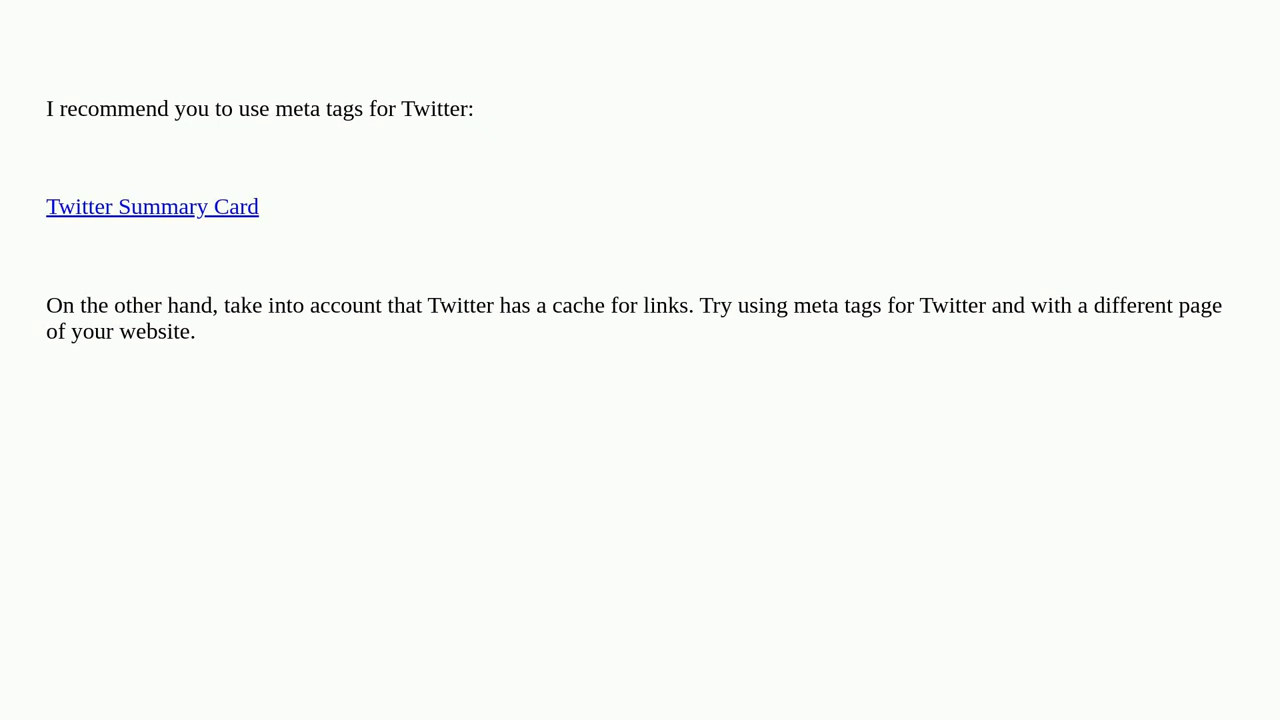 I recommend you to use meta tags for Twitter:
Twitter Summary Card
On the other hand, take into account that Twitter has a cache for links. Try using meta tags for Twitter and with a different page
of your website.